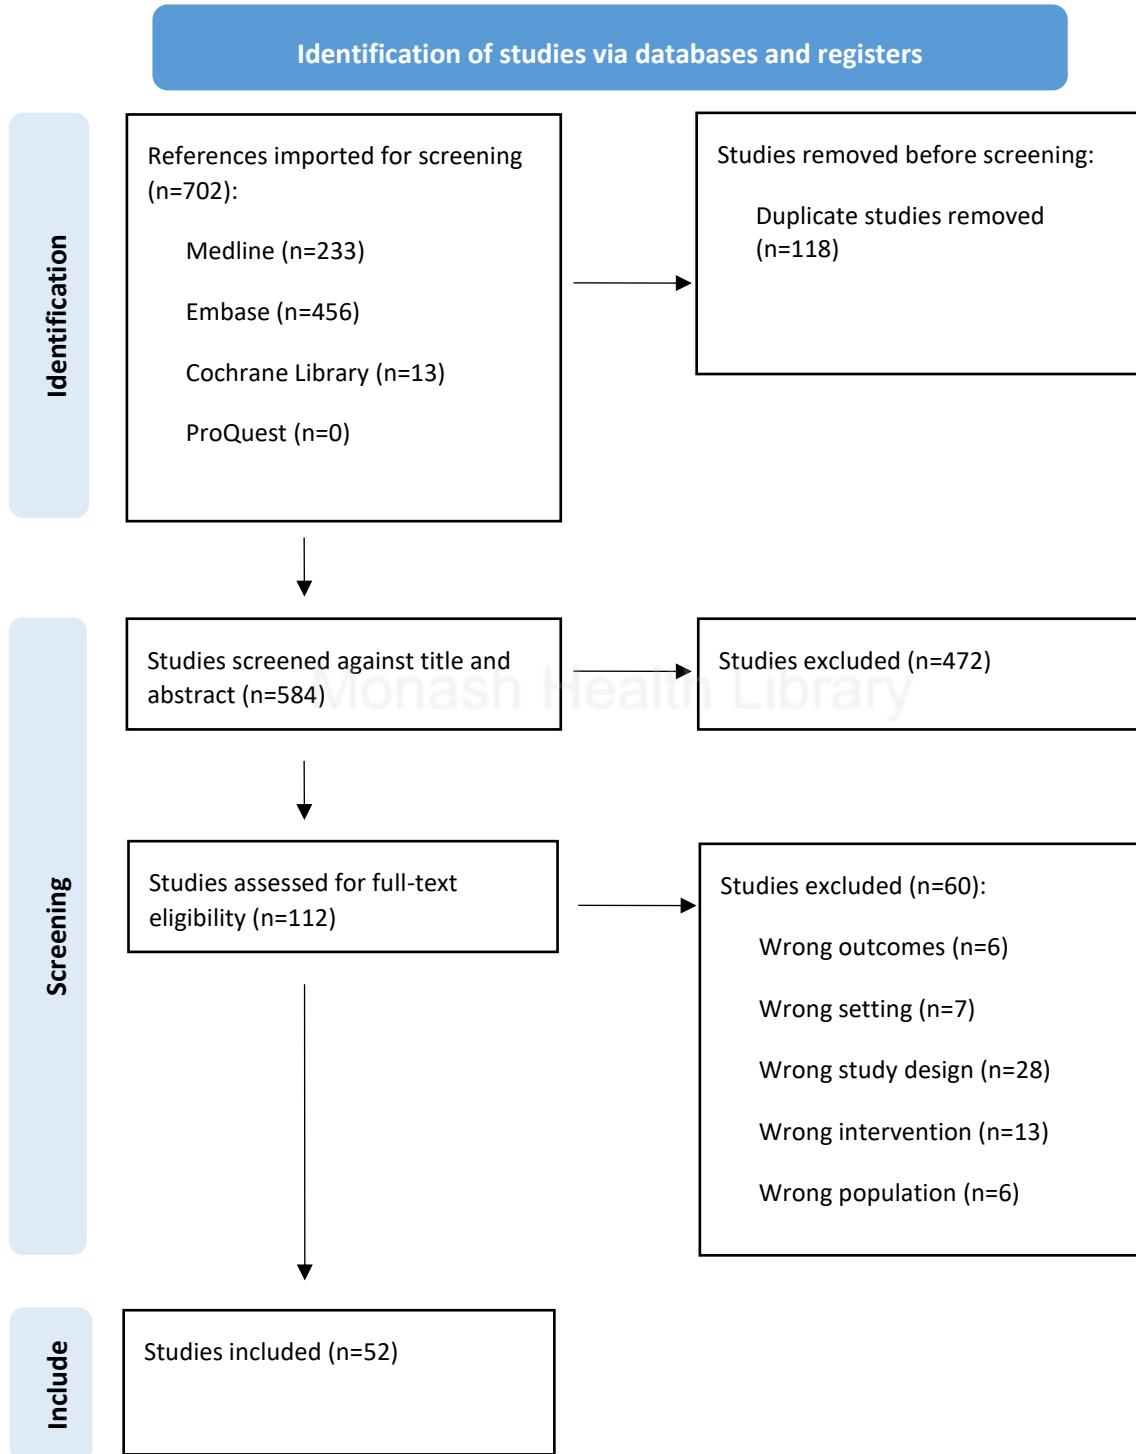 Identification of studies via databases and registers
Identification
References imported for screening
(n=702):
Medline (n=233)
Embase (n=456)
Cochrane Library (n=13)
ProQuest (n=0)
Studies removed before screening:
Duplicate studies removed
(n=118)
Screening
Studies screened against title and
abstract (n=584)
Studies excluded (n=472)
Monash Health Library
Studies assessed for full-text
eligibility (n=112)
Studies excluded (n=60):
Wrong outcomes (n=6)
Wrong setting (n=7)
Wrong study design (n=28)
Wrong intervention (n=13)
Wrong population (n=6)
Include
Studies included (n=52)